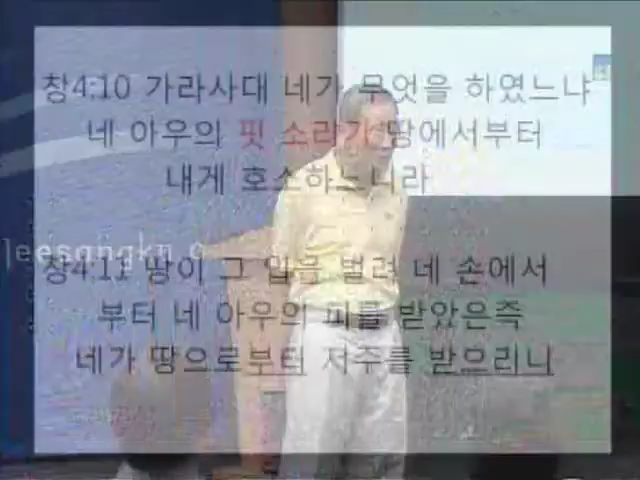 창4:10 가라사대 네가 무엇을 하였느냐
네 아우의 핏 소리가 땅에서부터
내게 호소하느니라
leesangkn
창4:11 땅이 그 입을 벌려 네 손에서
부터 네 아우의 피를 받았은즉
네가 땅으로부터 저주를 받으리니